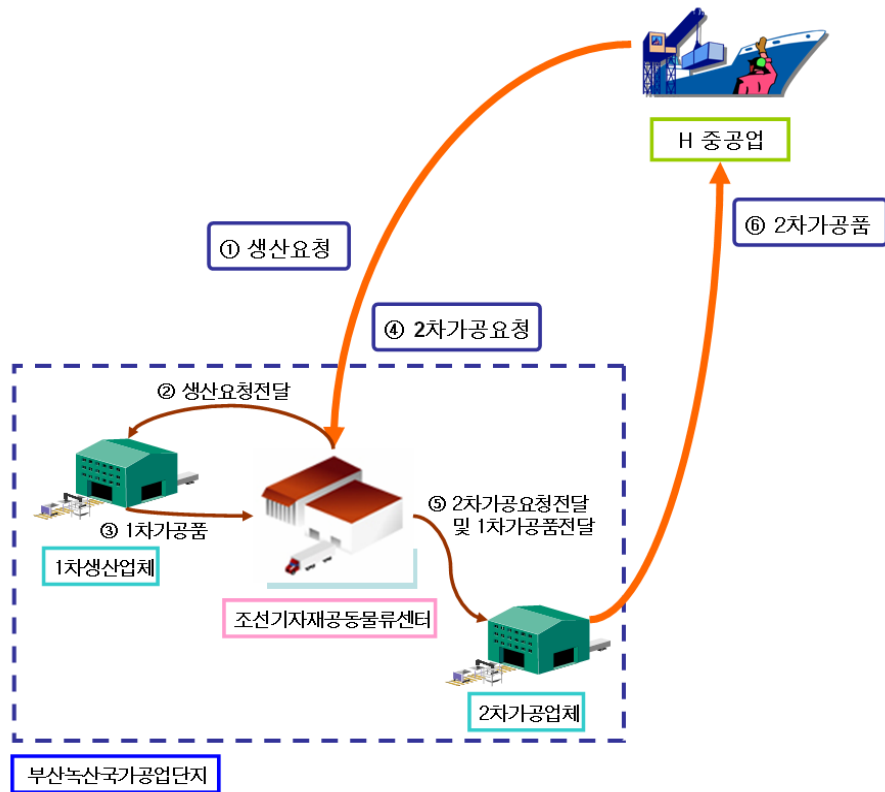 H 중공업
⑥ 2차가공품
① 생산요청
④ 2차가공요청
② 생산요청전달
③ 1차가공품
⑤ 2차가공요청전달
및 1차가공품전달
1차생산업체
조선기자재공동물류센터
2차가공업체
부산녹산국가공업단지